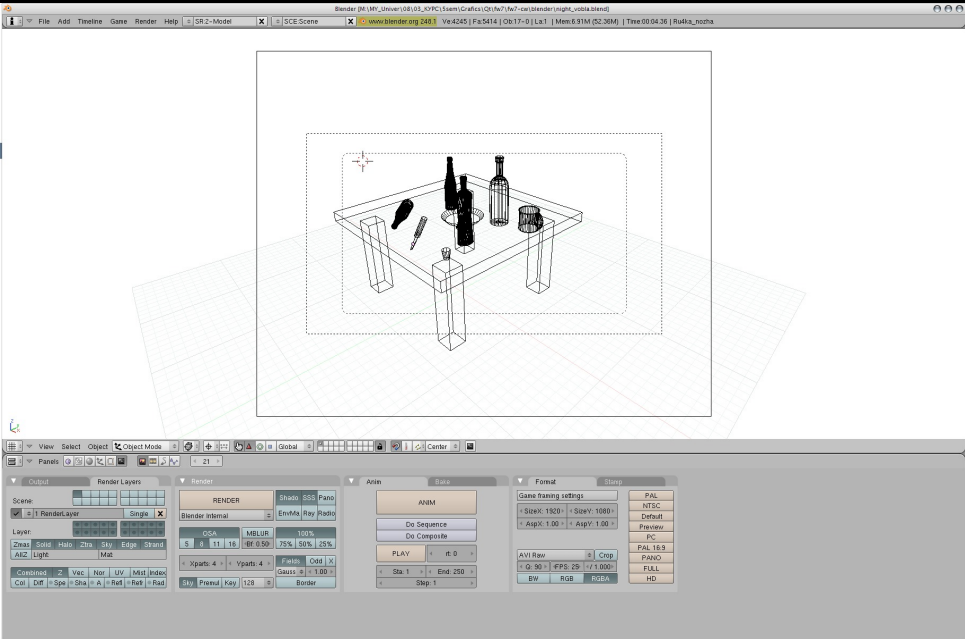 Blender [M:\MY_Univer\08\03_KYPC\5sem\Grafics\Qt\fw7\fw7-cw\blender\night_vobla.blend]
File Add Timeline Game Render Help SR:2-Model X SCE:Scene X www.blender.org 248.1 Ve:4245 | Fa:5414 | Ob:17-0 | La:1 | Mem:6.91M (52.36M) | Time:00:04.36 | Ru4ka_nozha
View Select Object Object Mode Global Center
Panels 21
Output Render Layers Render Anim Bake Format Stamp
Scene:
1 RenderLayer Single X
Layer:
Zmas Solid Halo Ztra Sky Edge Strand
AllZ Light: Mat:
Combined Z Vec Nor UV Mist Index
Col Diff Spe Sha A Refl Refr Rad
RENDER Shado SSS Pano
Blender Internal EnvMa Ray Radio
OSA MBLUR 100%
5 8 11 16 Bf: 0.50 75% 50% 25%
Xparts: 4 Yparts: 4 Fields Odd X
Gauss 1.00
Sky Premul Key 128 Border
ANIM
Do Sequence
Do Composite
PLAY rt: 0
Sta: 1 End: 250
Step: 1
Game framing settings
SizeX: 1920 SizeY: 1080
AspX: 1.00 AspY: 1.00
AVI Raw Crop
Q: 90 FPS: 25 / 1.000
BW RGB RGBA
PAL
NTSC
Default
Preview
PC
PAL 16:9
PANO
FULL
HD